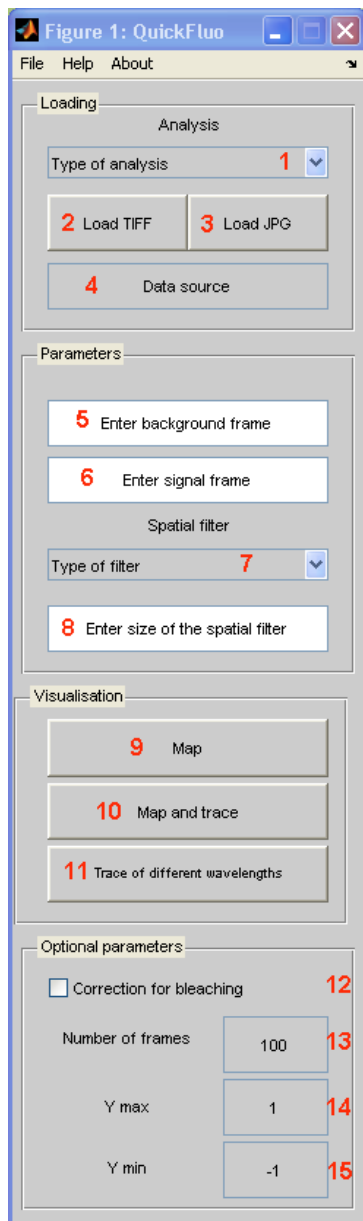 Figure 1: QuickFluo
File Help About
Loading
Analysis
Type of analysis 1
2 Load TIFF 3 Load JPG
4 Data source
Parameters
5 Enter background frame
6 Enter signal frame
Spatial filter
Type of filter 7
8 Enter size of the spatial filter
Visualisation
9 Map
10 Map and trace
11 Trace of different wavelengths
Optional parameters
Correction for bleaching 12
Number of frames 100 13
Y max 1 14
Y min -1 15